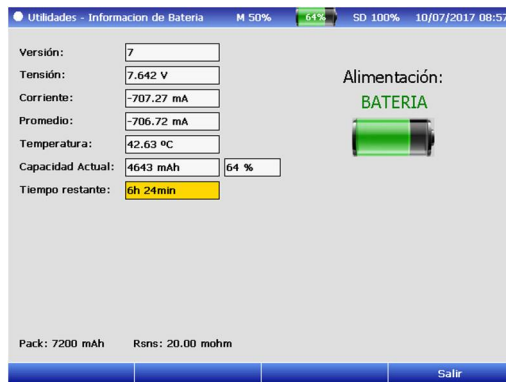 Utilidades - Informacion de Bateria M 50% 64% SD 100% 10/07/2017 08:57
Versión: 7
Tensión: 7.642 V
Corriente: -707.27 mA
Promedio: -706.72 mA
Temperatura: 42.63 ºC
Capacidad Actual: 4643 mAh 64 %
Tiempo restante: 6h 24min
Alimentación:
BATERIA
Pack: 7200 mAh Rsns: 20.00 mohm
Salir